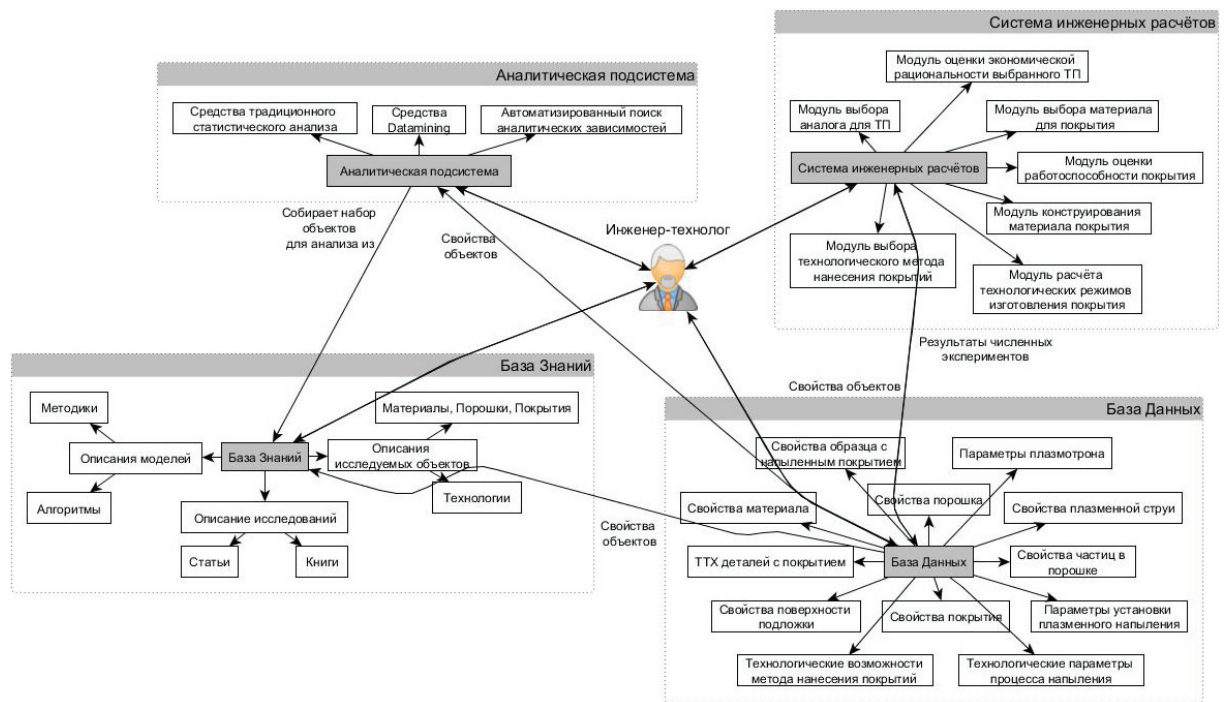 Система инженерных расчётов
Модуль оценки экономической
рациональности выбранного ТП
Модуль выбора
аналога для ТП
Модуль выбора материала
для покрытия
Система инженерных расчётов
Модуль оценки
работоспособности покрытия
Модуль конструирования
материала покрытия
Модуль выбора
технологического метода
нанесения покрытий
Модуль расчёта
технологических режимов
изготовления покрытия
Аналитическая подсистема
Средства традиционного
статистического анализа
Средства
Datamining
Автоматизированный поиск
аналитических зависимостей
Аналитическая подсистема
Собирает набор
объектов
для анализа из
Свойства
объектов
Инженер-технолог
Результаты численных
экспериментов
Свойства объектов
База Знаний
Методики
Материалы, Порошки, Покрытия
Описания моделей
База Знаний
Описания
исследуемых объектов
Алгоритмы
Технологии
Описание исследований
Статьи
Книги
Свойства
объектов
База Данных
Свойства образца с
напыленным покрытием
Параметры плазмотрона
Свойства порошка
Свойства материала
Свойства плазменной струи
ТТХ деталей с покрытием
База Данных
Свойства частиц в
порошке
Свойства поверхности
подложки
Свойства покрытия
Параметры установки
плазменного напыления
Технологические возможности
метода нанесения покрытий
Технологические параметры
процесса напыления